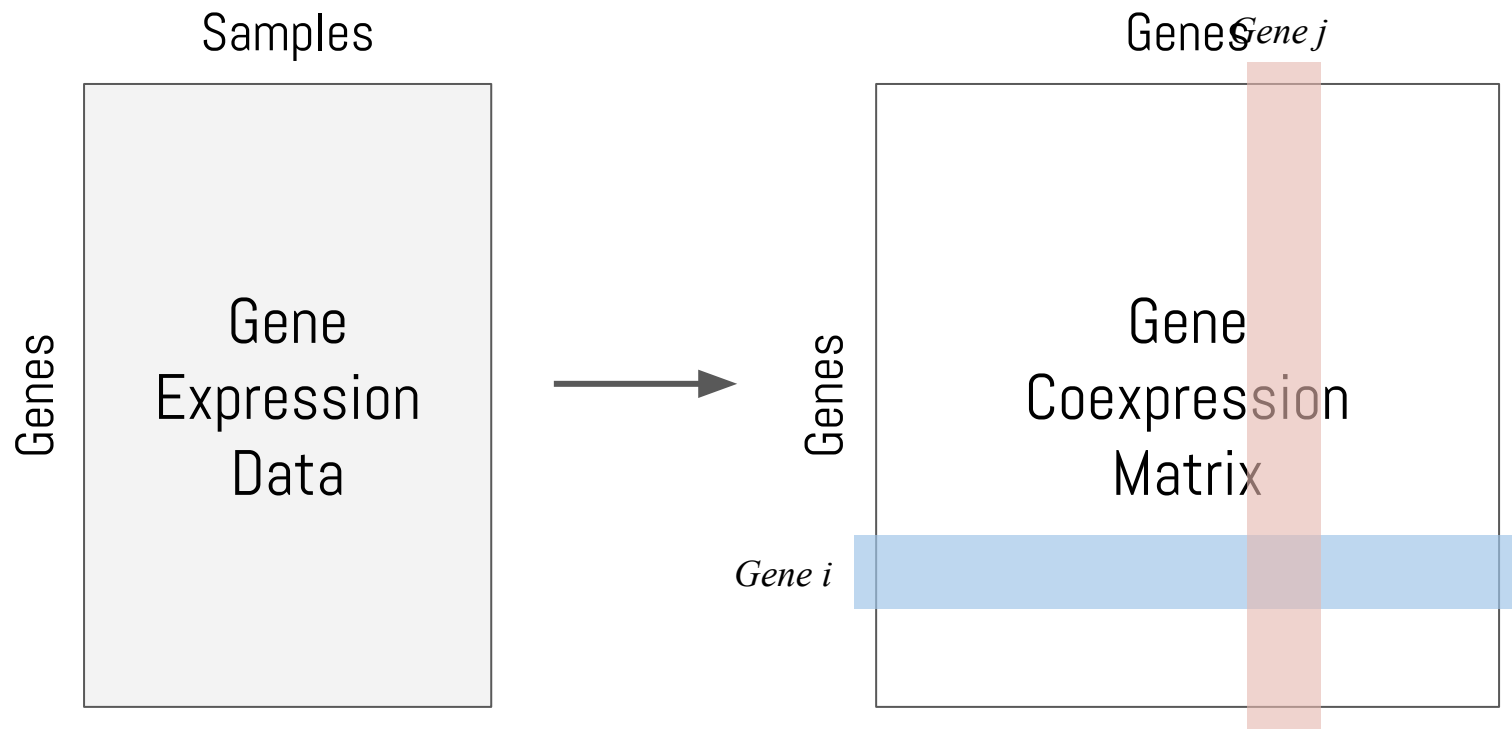 Samples
Genes
Gene
Expression
Data
Genes
Gene j
Genes
Gene
Coexpression
Matrix
Gene i